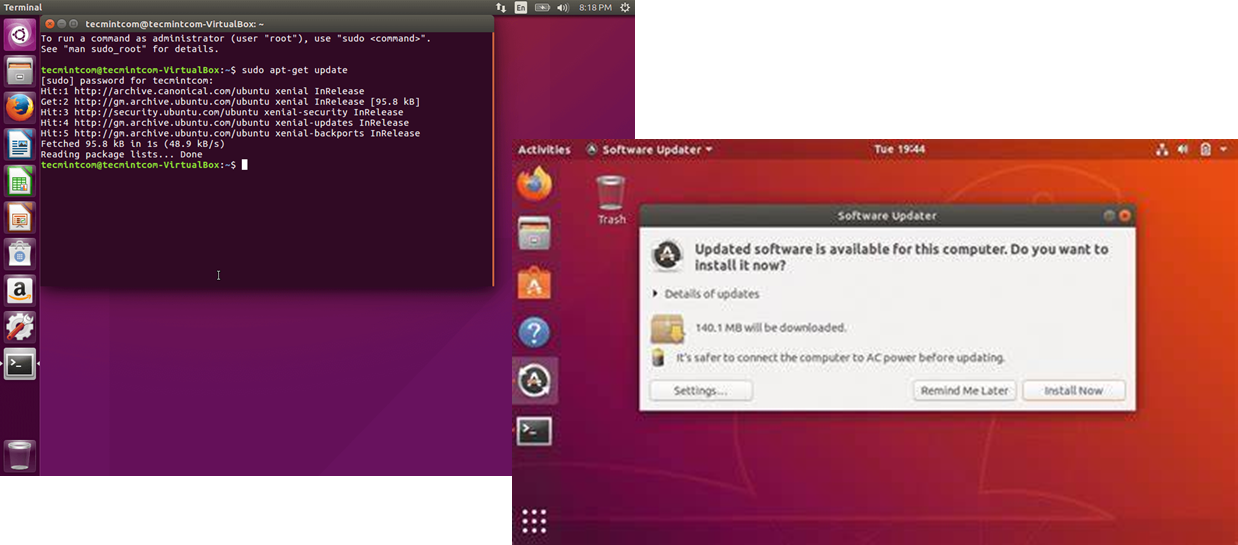 Terminal
En
8:18 PM
tecmintcom@tecmintcom-VirtualBox: ~
To run a command as administrator (user "root"), use "sudo <command>".
See "man sudo_root" for details.
tecmintcom@tecmintcom-VirtualBox:~$ sudo apt-get update
[sudo] password for tecmintcom:
Hit:1 http://archive.canonical.com/ubuntu xenial InRelease
Get:2 http://gm.archive.ubuntu.com/ubuntu xenial InRelease [95.8 kB]
Hit:3 http://security.ubuntu.com/ubuntu xenial-security InRelease
Hit:4 http://gm.archive.ubuntu.com/ubuntu xenial-updates InRelease
Hit:5 http://gm.archive.ubuntu.com/ubuntu xenial-backports InRelease
Fetched 95.8 kB in 1s (48.9 kB/s)
Reading package lists... Done
tecmintcom@tecmintcom-VirtualBox:~$
Activities
Software Updater
Tue 19:44
Trash
Software Updater
Updated software is available for this computer. Do you want to
install it now?
Details of updates
140.1 MB will be downloaded.
It's safer to connect the computer to AC power before updating.
Settings...
Remind Me Later
Install Now